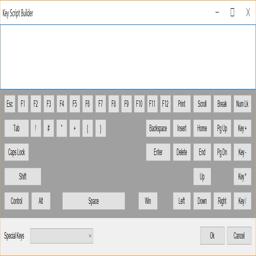 Key Script Builder
Esc F1 F2 F3 F4 F5 F6 F7 F8 F9 F10 F11 F12 Print Scroll Break Num Lk
Tab ! # " + ( ) Backspace Insert Home Pg Up Key +
Caps Lock Enter Delete End Pg Dn Key -
Shift Up Key *
Control Alt Space Win Left Down Right Key /
Special Keys Ok Cancel